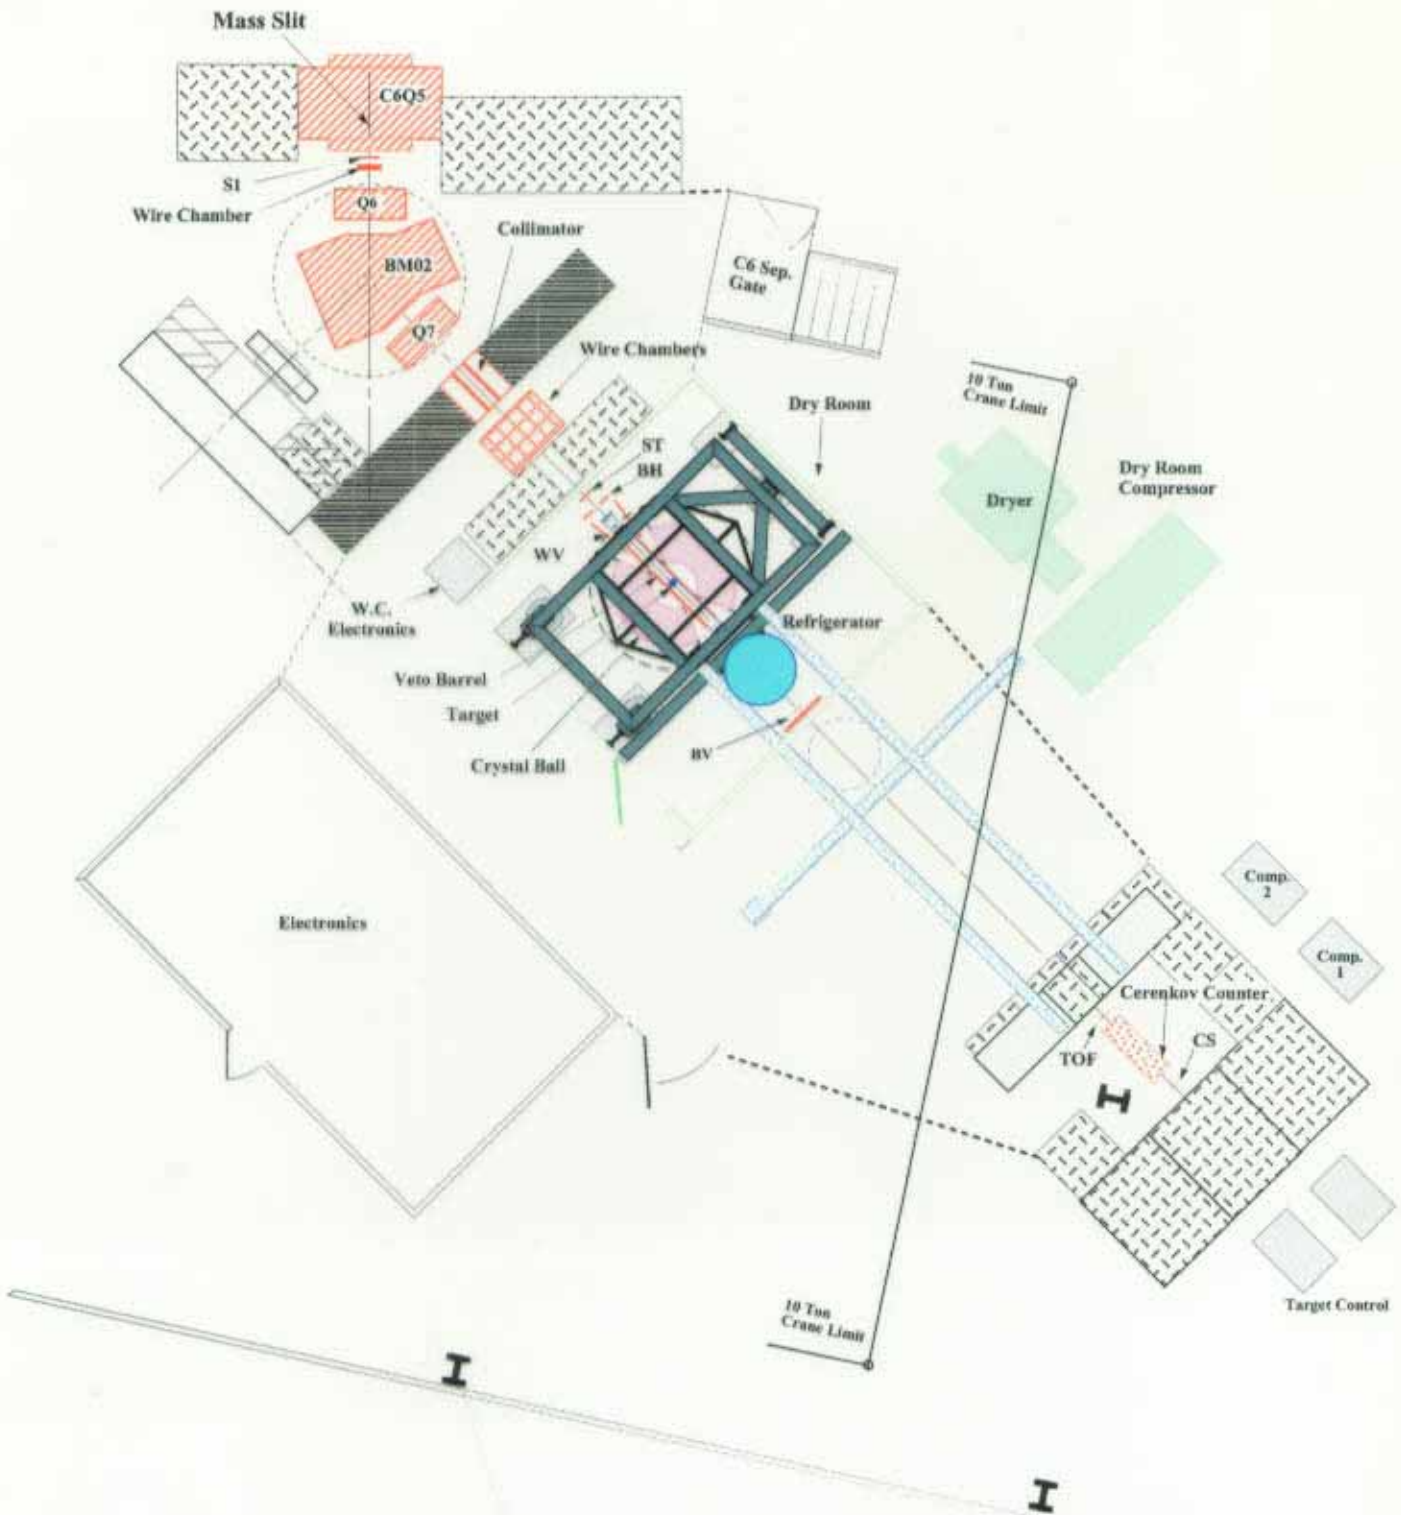 Mass Slit
C6Q5
S1
Wire Chamber
Q6
BM02
Q7
Collimator
C6 Sep.
Gate
Wire Chambers
10 Ton
Crane Limit
Dry Room
ST
BH
Dry Room
Compressor
Dryer
WV
W.C.
Electronics
Refrigerator
Veto Barrel
Target
Crystal Ball
BV
Electronics
Comp.
2
Comp.
1
Cerenkov Counter
TOF
CS
10 Ton
Crane Limit
Target Control